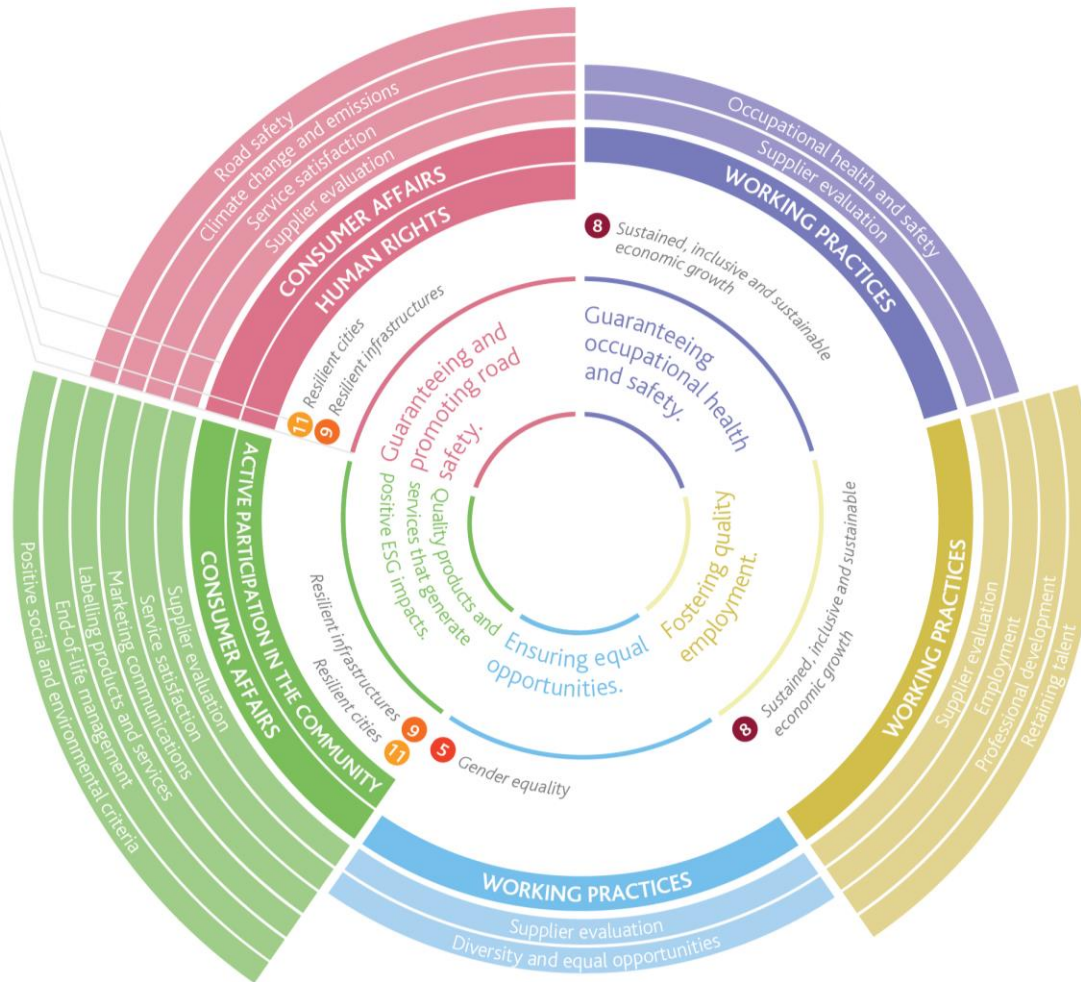 Road safety
Climate change and emissions
Service satisfaction
Supplier evaluation
CONSUMER AFFAIRS
HUMAN RIGHTS
11 Resilient cities
9 Resilient infrastructures
Guaranteeing and
promoting road
safety.
Occupational health and safety
Supplier evaluation
WORKING PRACTICES
8 Sustained, inclusive and sustainable
economic growth
Guaranteeing
occupational health
and safety.
Retaining talent
Professional development
Employment
Supplier evaluation
WORKING PRACTICES
8 Sustained, inclusive and sustainable
economic growth
Fostering quality
employment.
Ensuring equal
opportunities.
5 Gender equality
WORKING PRACTICES
Supplier evaluation
Diversity and equal opportunities
Quality products and
services that generate
positive ESG impacts.
Resilient infrastructures 9
Resilient cities 11
ACTIVE PARTICIPATION IN THE COMMUNITY
CONSUMER AFFAIRS
Supplier evaluation
Service satisfaction
Marketing communications
Labelling products and services
End-of-life management
Positive social and environmental criteria